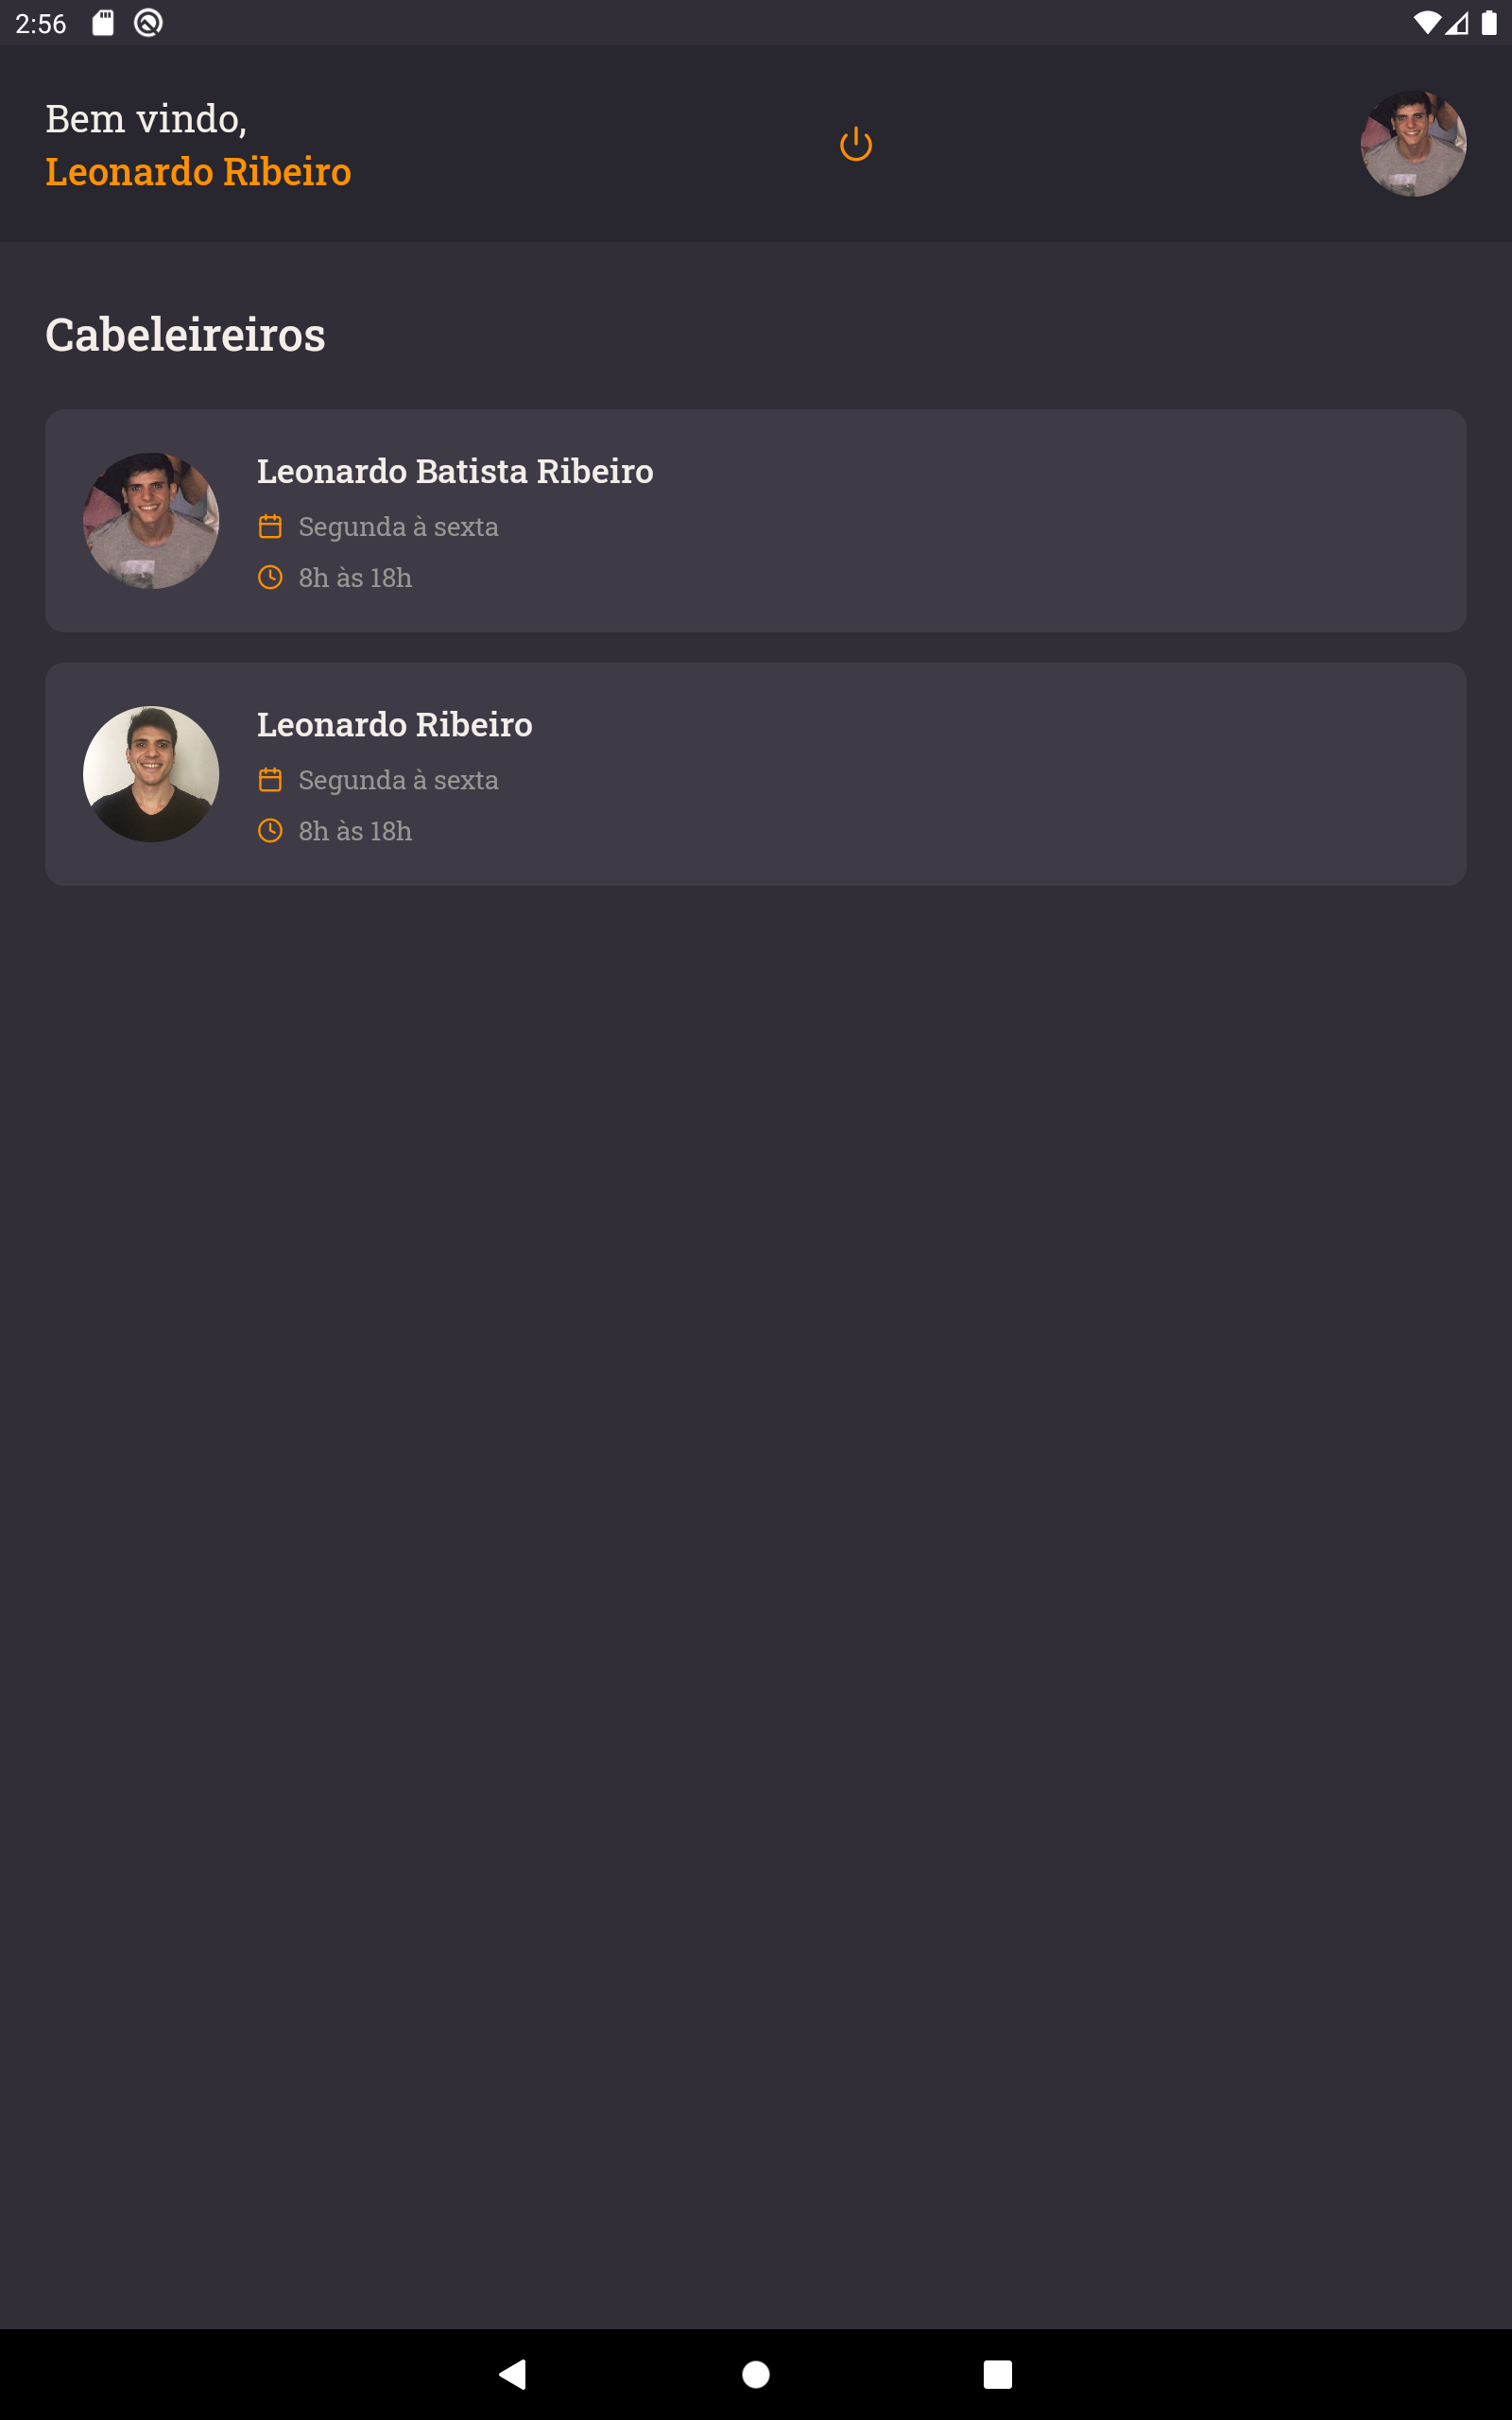 2:56
Bem vindo,
Leonardo Ribeiro
Cabeleireiros
Leonardo Batista Ribeiro
Segunda à sexta
8h às 18h
Leonardo Ribeiro
Segunda à sexta
8h às 18h